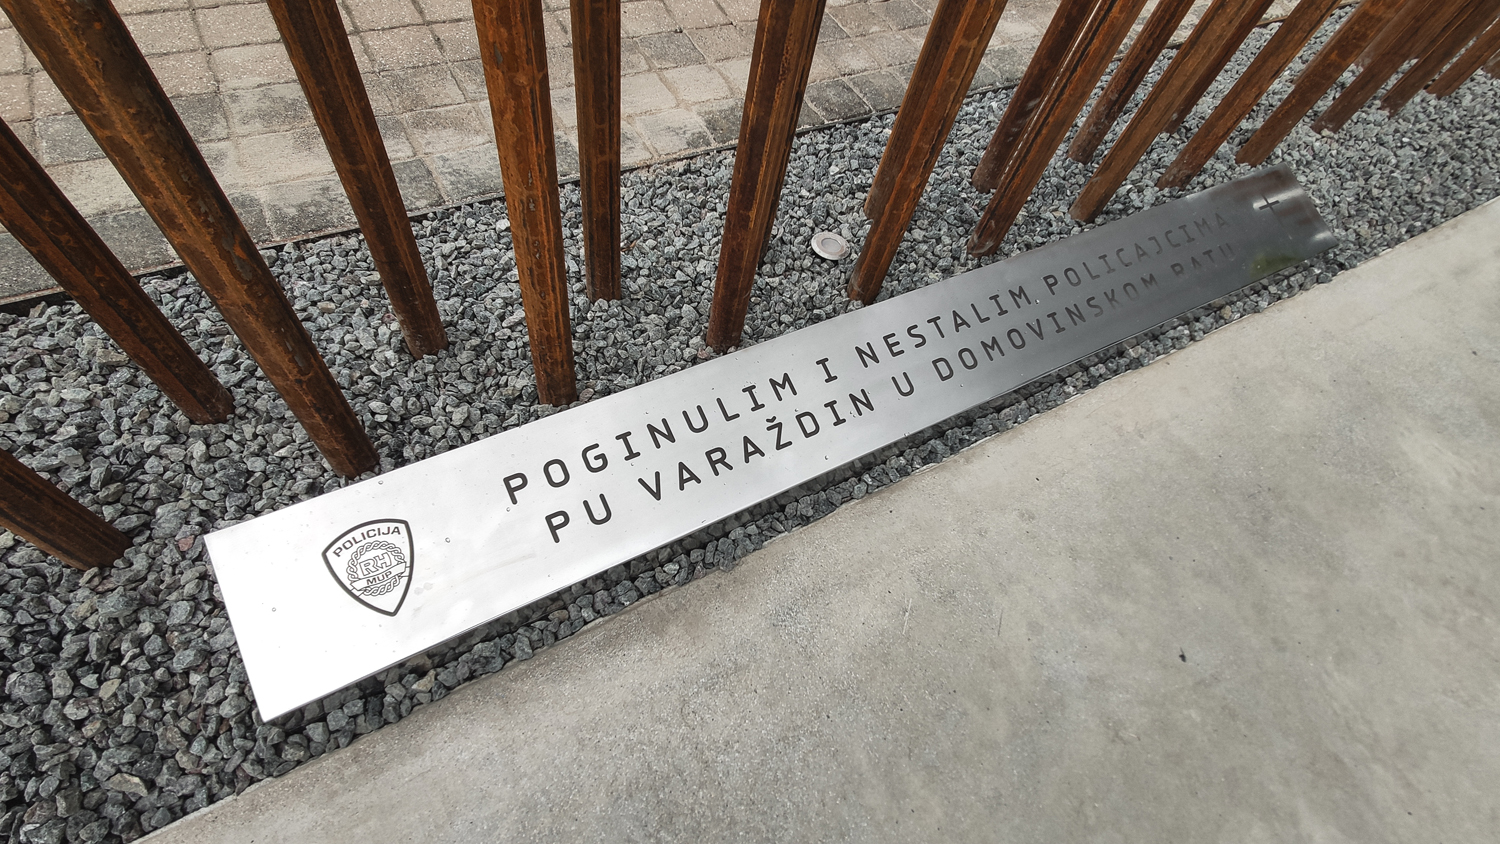 POGINULIM I NESTALIM POLICAJCIMA
PU VARAŽDIN U DOMOVINSKOM RATU
POLICIJA
RH
MUP